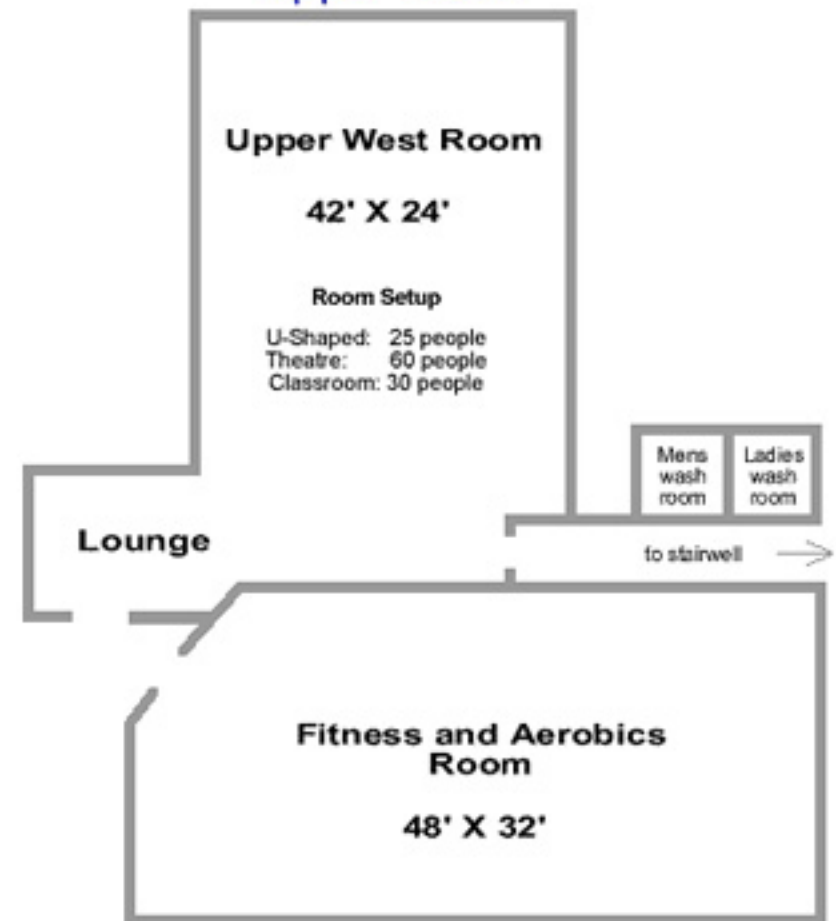 Upper West Room
42' X 24'
Room Setup
U-Shaped: 25 people
Theatre: 60 people
Classroom: 30 people
Mens
wash
room
Ladies
wash
room
Lounge
to stairwell
Fitness and Aerobics
Room
48' X 32'